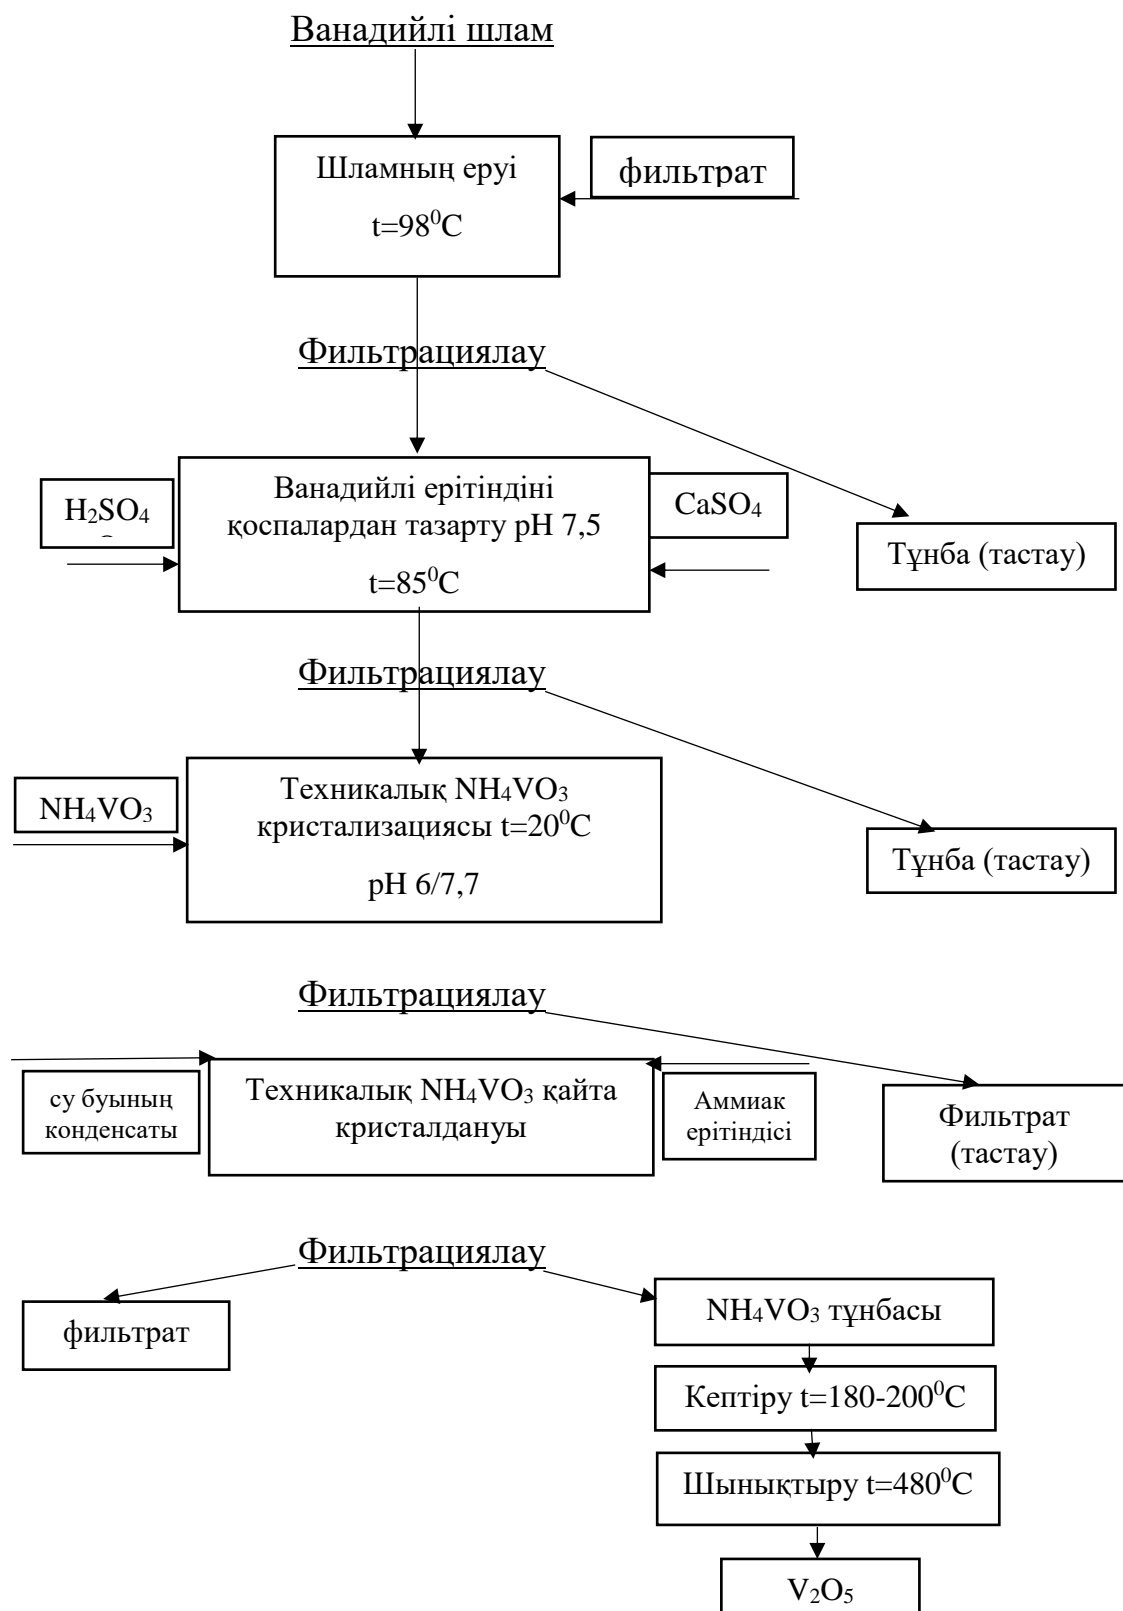 Ванадийлі шлам
Шламның еруі
t=98⁰C
фильтрат
Фильтрациялау
H₂SO₄
Ванадийлі ерітіндіні
қоспалардан тазарту pH 7,5
t=85⁰C
CaSO₄
Тұнба (тастау)
Фильтрациялау
NH₄VO₃
Техникалық NH₄VO₃
кристализациясы t=20⁰C
pH 6/7,7
Тұнба (тастау)
Фильтрациялау
су буының
конденсаты
Техникалық NH₄VO₃ қайта
кристалдануы
Аммиак
ерітіндісі
Фильтрат
(тастау)
Фильтрациялау
фильтрат
NH₄VO₃ тұнбасы
Кептіру t=180-200⁰C
Шынықтыру t=480⁰C
V₂O₅